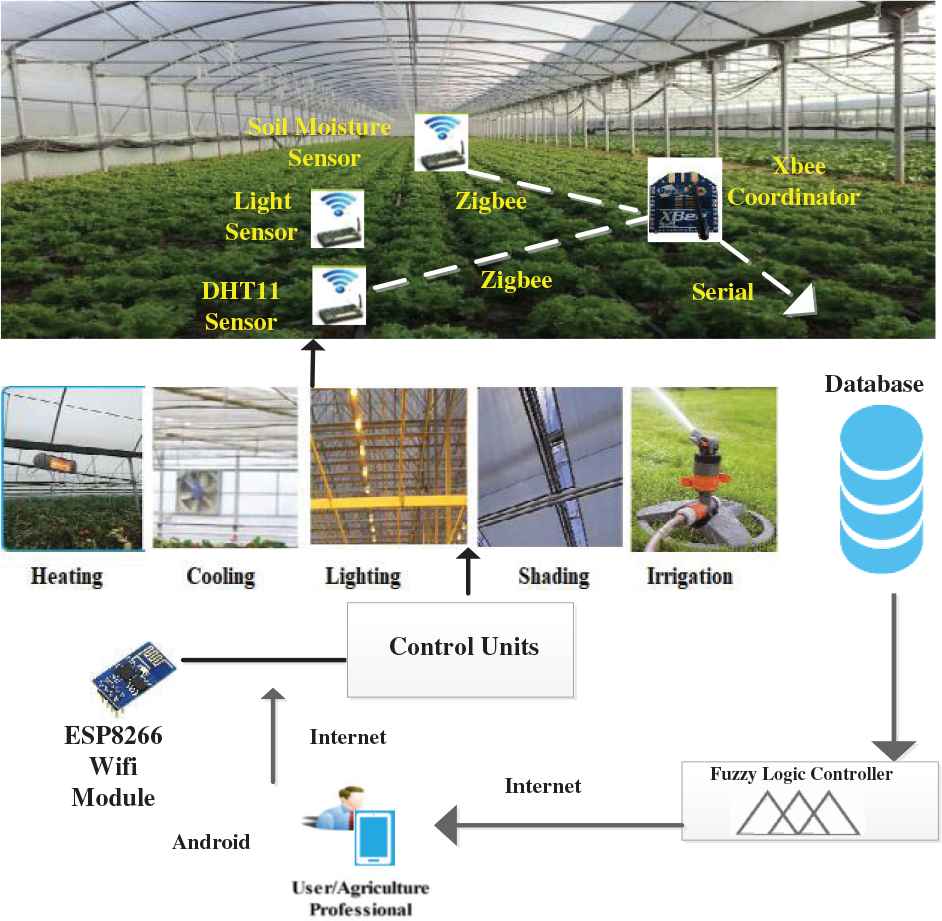 Soil Moisture
Sensor
Xbee
Coordinator
Zigbee
Light
Sensor
XBee
Zigbee
DHT11
Sensor
Serial
Database
Heating
Cooling
Lighting
Shading
Irrigation
Control Units
ESP8266
Wifi
Module
Internet
Fuzzy Logic Controller
Internet
Android
User/Agriculture
Professional